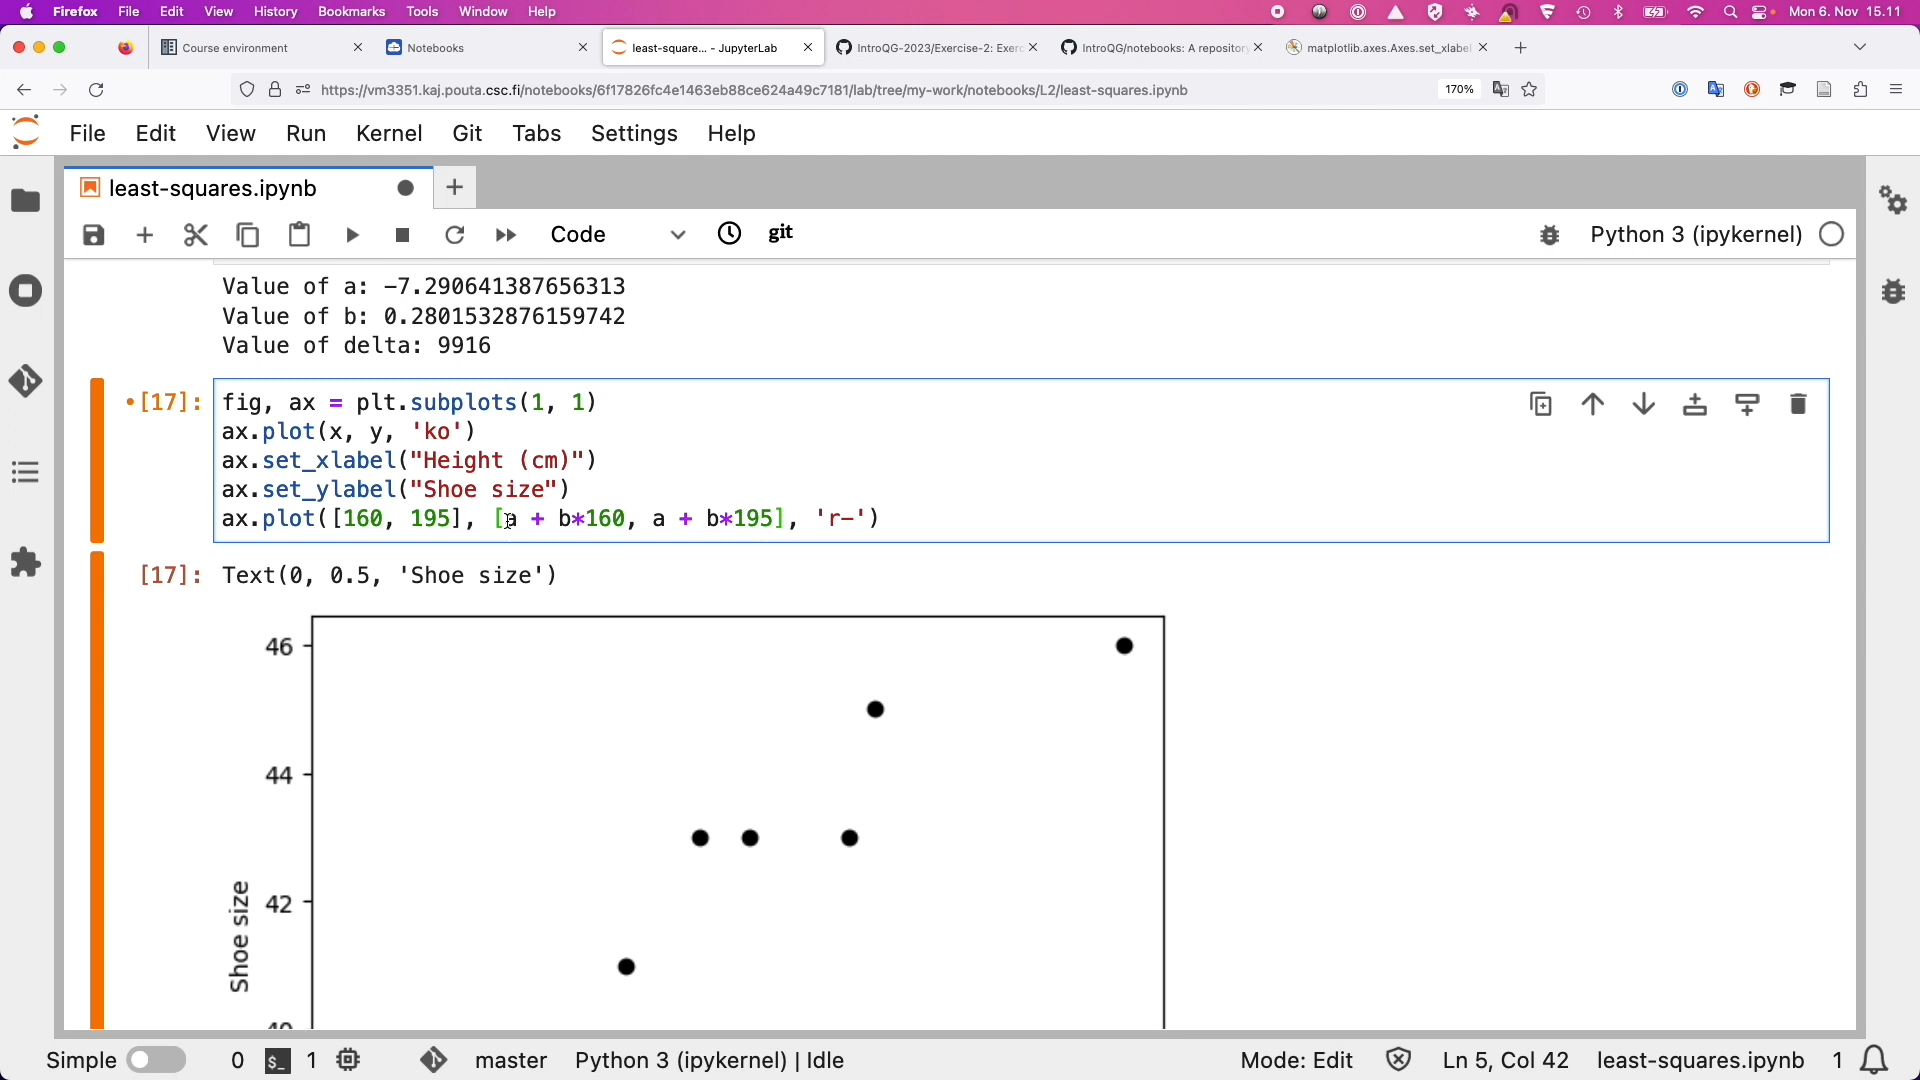 Firefox File Edit View History Bookmarks Tools Window Help Mon 6. Nov 15.11
Course environment Notebooks least-square... - JupyterLab IntroQG-2023/Exercise-2: Exerc IntroQG/notebooks: A repository matplotlib.axes.Axes.set_xlabel
https://vm3351.kaj.pouta.csc.fi/notebooks/6f17826fc4e1463eb88ce624a49c7181/lab/tree/my-work/notebooks/L2/least-squares.ipynb 170%
File Edit View Run Kernel Git Tabs Settings Help
least-squares.ipynb
Code git Python 3 (ipykernel)
Value of a: -7.290641387656313
Value of b: 0.2801532876159742
Value of delta: 9916
[17]: fig, ax = plt.subplots(1, 1)
ax.plot(x, y, 'ko')
ax.set_xlabel("Height (cm)")
ax.set_ylabel("Shoe size")
ax.plot([160, 195], [a + b*160, a + b*195], 'r-')
[17]: Text(0, 0.5, 'Shoe size')
46
44
42
40
Shoe size
Simple 0 $_ 1 master Python 3 (ipykernel) | Idle Mode: Edit Ln 5, Col 42 least-squares.ipynb 1